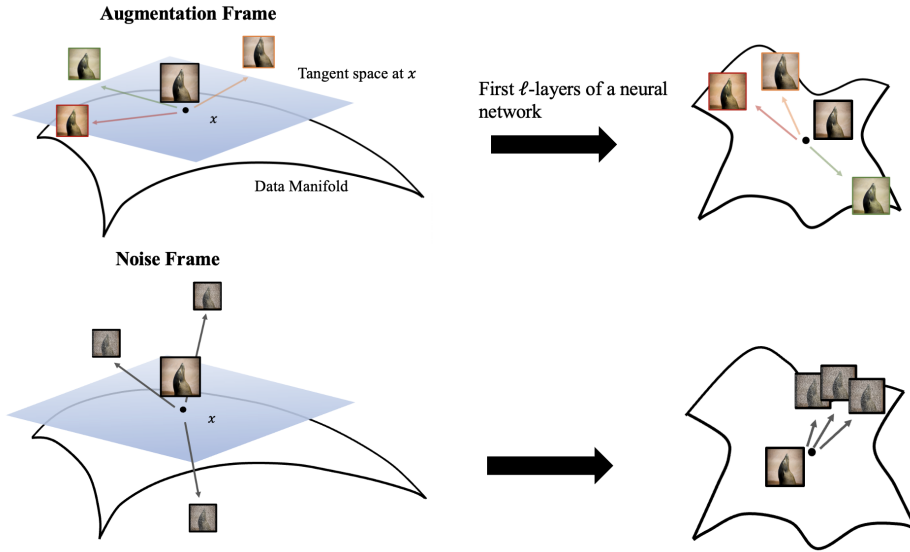 Augmentation Frame
Tangent space at x
x
Data Manifold
First ℓ-layers of a neural
network
Noise Frame
x